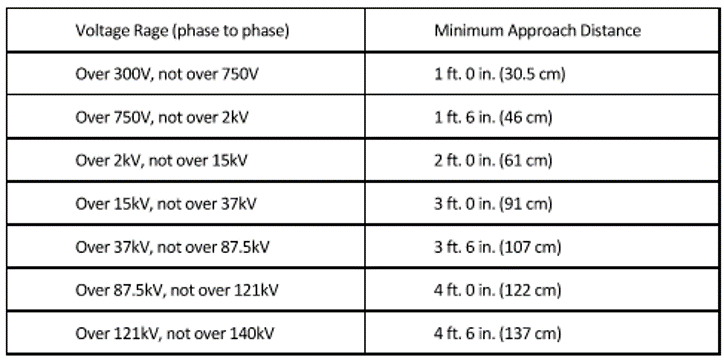 Voltage Rage (phase to phase) Minimum Approach Distance
Over 300V, not over 750V 1 ft. 0 in. (30.5 cm)
Over 750V, not over 2kV 1 ft. 6 in. (46 cm)
Over 2kV, not over 15kV 2 ft. 0 in. (61 cm)
Over 15kV, not over 37kV 3 ft. 0 in. (91 cm)
Over 37kV, not over 87.5kV 3 ft. 6 in. (107 cm)
Over 87.5kV, not over 121kV 4 ft. 0 in. (122 cm)
Over 121kV, not over 140kV 4 ft. 6 in. (137 cm)